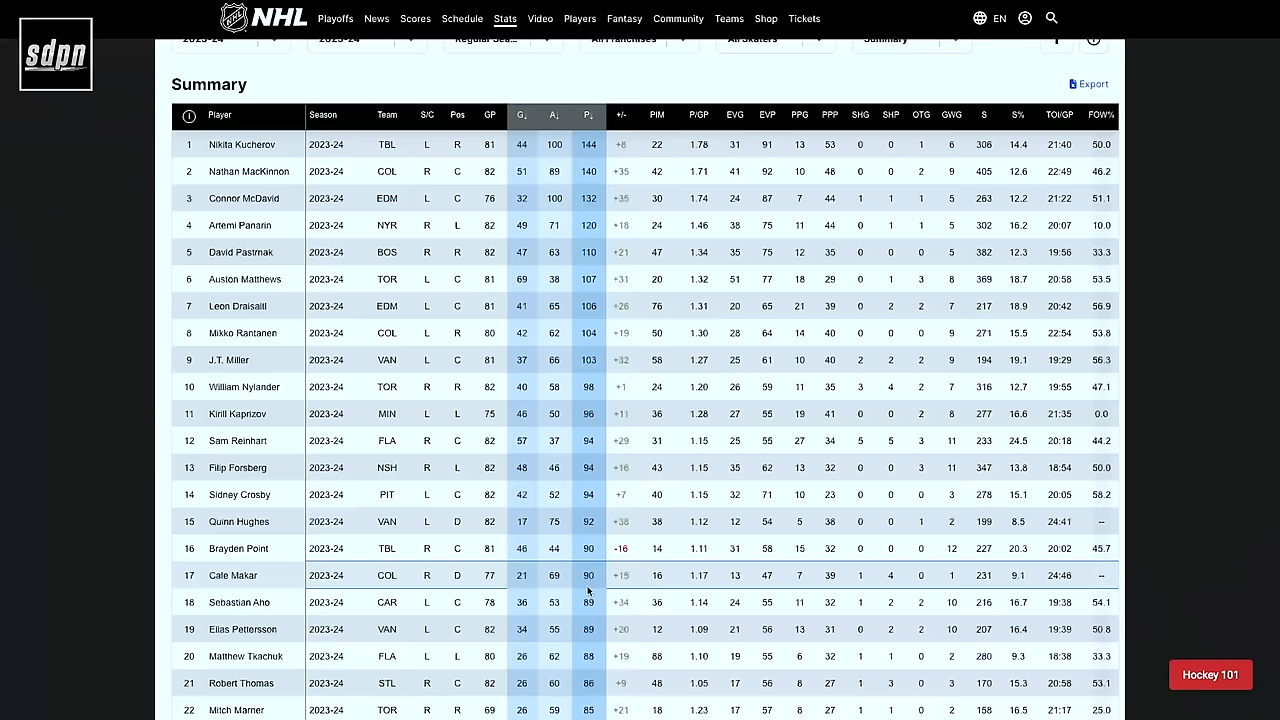 NHL Playoffs News Scores Schedule Stats Video Players Fantasy Community Teams Shop Tickets EN
sdpn
2023-24 2023-24 Regular Sea... All Franchises All Skaters Summary
Summary
Export
Player Season Team S/C Pos GP G↓ A↓ P↓ +/- PIM P/GP EVG EVP PPG PPP SHG SHP OTG GWG S S% TOI/GP FOW%
1 Nikita Kucherov 2023-24 TBL L R 81 44 100 144 +8 22 1.78 31 91 13 53 0 0 1 6 306 14.4 21:40 50.0
2 Nathan MacKinnon 2023-24 COL R C 82 51 89 140 +35 42 1.71 41 92 10 48 0 0 2 9 405 12.6 22:49 46.2
3 Connor McDavid 2023-24 EDM L C 76 32 100 132 +35 30 1.74 24 87 7 44 1 1 1 5 263 12.2 21:22 51.1
4 Artemi Panarin 2023-24 NYR R L 82 49 71 120 +18 24 1.46 38 75 11 44 0 1 1 5 302 16.2 20:07 10.0
5 David Pastrnak 2023-24 BOS R R 82 47 63 110 +21 47 1.34 35 75 12 35 0 0 0 5 382 12.3 19:56 33.3
6 Auston Matthews 2023-24 TOR L C 81 69 38 107 +31 20 1.32 51 77 18 29 0 1 3 8 369 18.7 20:58 53.5
7 Leon Draisaitl 2023-24 EDM L C 81 41 65 106 +26 76 1.31 20 65 21 39 0 2 2 7 217 18.9 20:42 56.9
8 Mikko Rantanen 2023-24 COL L R 80 42 62 104 +19 50 1.30 28 64 14 40 0 0 0 9 271 15.5 22:54 53.8
9 J.T. Miller 2023-24 VAN L C 81 37 66 103 +32 58 1.27 25 61 10 40 2 2 2 9 194 19.1 19:29 56.3
10 William Nylander 2023-24 TOR R R 82 40 58 98 +1 24 1.20 26 59 11 35 3 4 2 7 316 12.7 19:55 47.1
11 Kirill Kaprizov 2023-24 MIN L L 75 46 50 96 +11 36 1.28 27 55 19 41 0 0 2 6 277 16.6 21:35 0.0
12 Sam Reinhart 2023-24 FLA R C 82 57 37 94 +29 31 1.15 25 55 27 34 5 5 3 11 233 24.5 20:18 44.2
13 Filip Forsberg 2023-24 NSH R L 82 48 46 94 +16 43 1.15 35 62 13 32 0 0 3 11 347 13.8 18:54 50.0
14 Sidney Crosby 2023-24 PIT L C 82 42 52 94 +7 40 1.15 32 71 10 23 0 0 0 3 278 15.1 20:05 58.2
15 Quinn Hughes 2023-24 VAN L D 82 17 75 92 +38 38 1.12 12 54 5 38 0 0 1 2 199 8.5 24:41 --
16 Brayden Point 2023-24 TBL R C 81 46 44 90 -16 14 1.11 31 58 15 32 0 0 0 12 227 20.3 20:02 45.7
17 Cale Makar 2023-24 COL R D 77 21 69 90 +15 16 1.17 13 47 7 39 1 4 0 1 231 9.1 24:46 --
18 Sebastian Aho 2023-24 CAR L C 78 36 53 89 +34 36 1.14 24 55 11 32 1 2 2 10 216 16.7 19:38 54.1
19 Elias Pettersson 2023-24 VAN L C 82 34 55 89 +20 12 1.09 21 56 13 31 0 2 2 10 207 16.4 19:39 50.8
20 Matthew Tkachuk 2023-24 FLA L L 80 26 62 88 +19 88 1.10 19 55 6 32 1 1 0 2 280 9.3 18:38 33.3
21 Robert Thomas 2023-24 STL R C 82 26 60 86 +9 48 1.05 17 56 8 27 1 3 0 3 170 15.3 20:58 53.1
22 Mitch Marner 2023-24 TOR R R 69 26 59 85 +21 18 1.23 17 57 8 27 1 1 0 4 158 16.5 21:17 25.0
Hockey 101